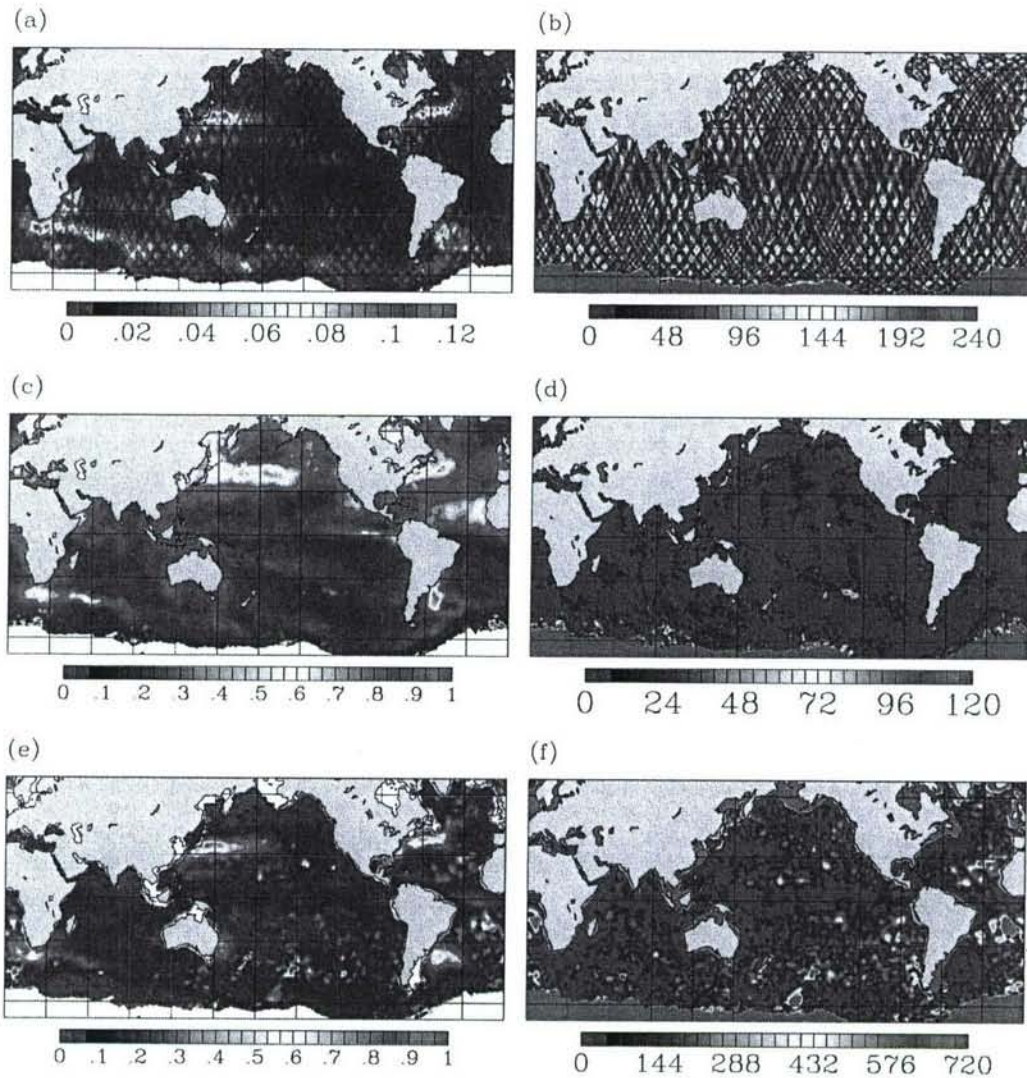 (a)
(b)
0 .02 .04 .06 .08 .1 .12
0 48 96 144 192 240
(c)
(d)
0 .1 .2 .3 .4 .5 .6 .7 .8 .9 1
0 24 48 72 96 120
(e)
(f)
0 .1 .2 .3 .4 .5 .6 .7 .8 .9 1
0 144 288 432 576 720